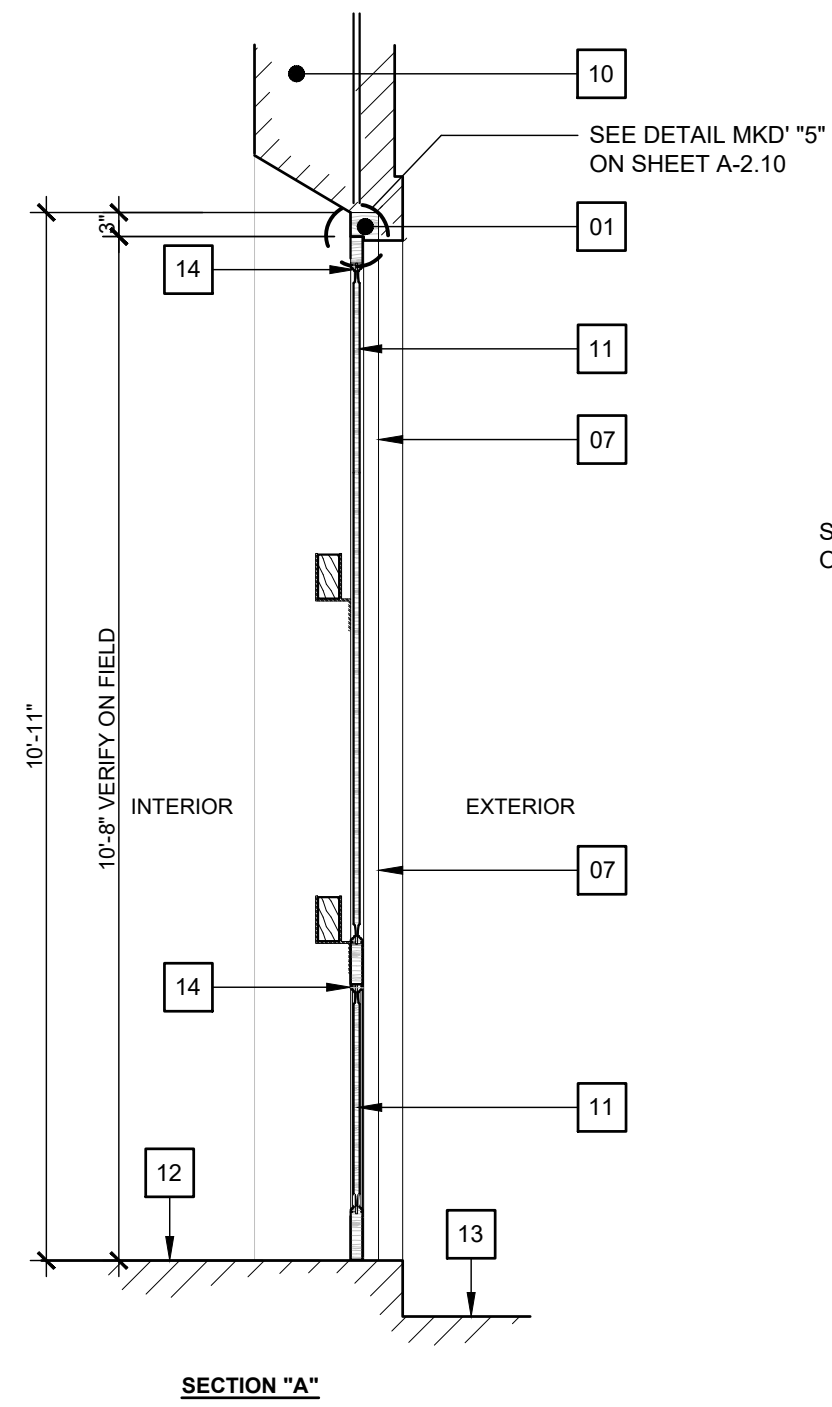 10
SEE DETAIL MKD' "5"
ON SHEET A-2.10
3"
01
14
11
07
S
C
10'-11"
10'-8" VERIFY ON FIELD
INTERIOR
EXTERIOR
07
14
11
12
13
SECTION "A"